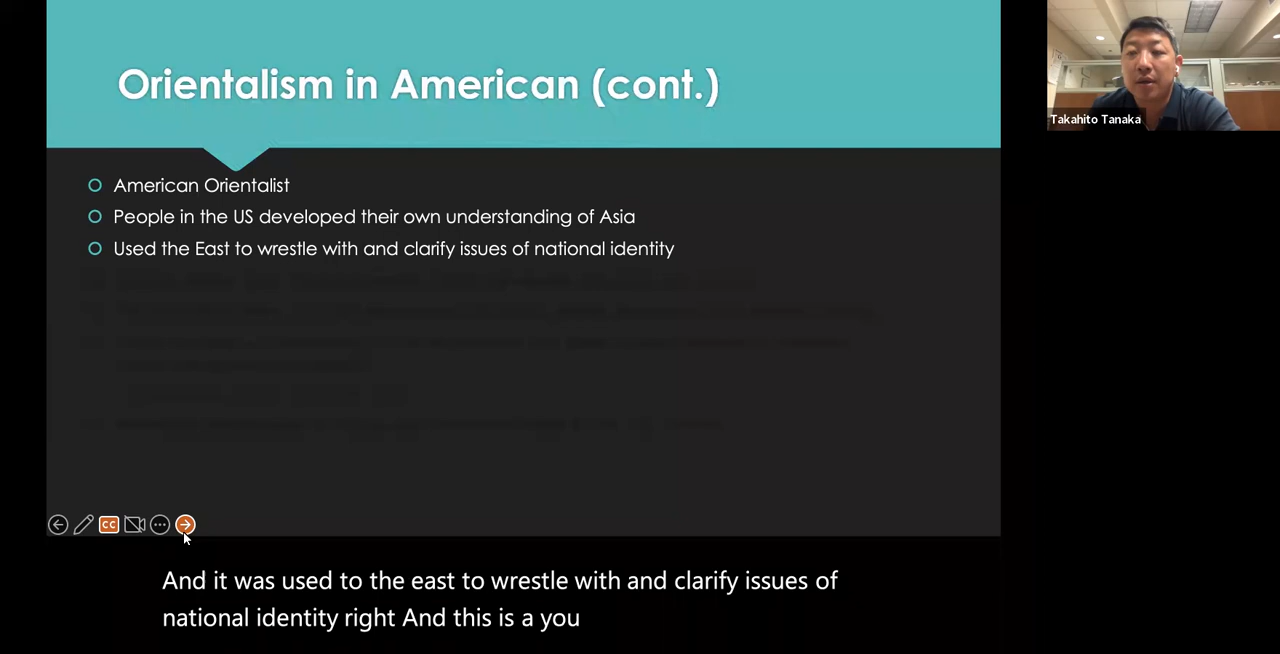 Orientalism in American (cont.)
American Orientalist
People in the US developed their own understanding of Asia
Used the East to wrestle with and clarify issues of national identity
CC
Takahito Tanaka
And it was used to the east to wrestle with and clarify issues of
national identity right And this is a you